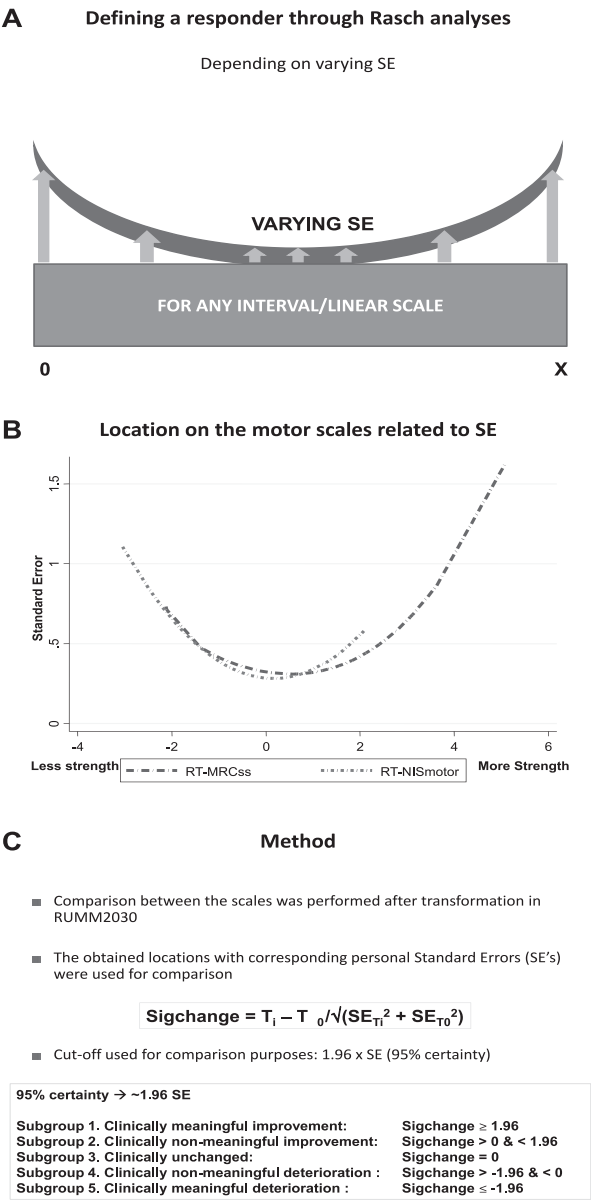 A Defining a responder through Rasch analyses
Depending on varying SE
VARYING SE
FOR ANY INTERVAL/LINEAR SCALE
0 X
B Location on the motor scales related to SE
1.5
1
.5
0
Standard Error
-4 -2 0 2 4 6
Less strength RT-MRCss RT-NISmotor More Strength
C Method
Comparison between the scales was performed after transformation in
RUMM2030
The obtained locations with corresponding personal Standard Errors (SE's)
were used for comparison
Sigchange = Ti – T 0/√(SETi² + SET0²)
Cut-off used for comparison purposes: 1.96 x SE (95% certainty)
95% certainty → ~1.96 SE
Subgroup 1. Clinically meaningful improvement: Sigchange ≥ 1.96
Subgroup 2. Clinically non-meaningful improvement: Sigchange > 0 & < 1.96
Subgroup 3. Clinically unchanged: Sigchange = 0
Subgroup 4. Clinically non-meaningful deterioration : Sigchange > -1.96 & < 0
Subgroup 5. Clinically meaningful deterioration : Sigchange ≤ -1.96